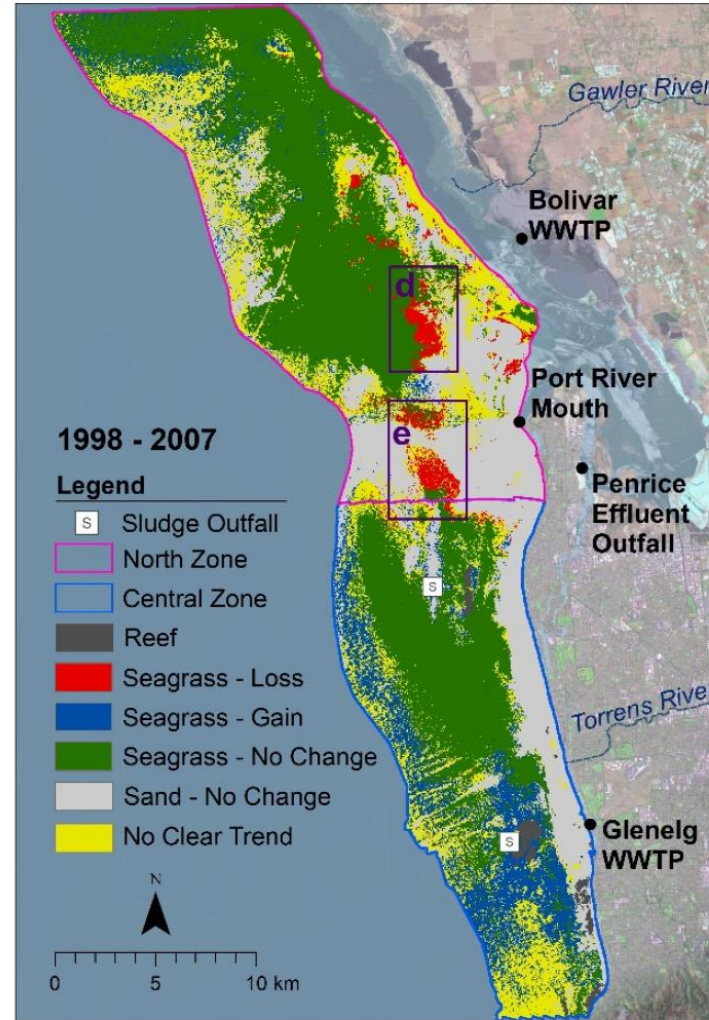 Gawler River
Bolivar
WWTP
d
Port River
Mouth
e
1998 - 2007
Penrice
Effluent
Outfall
Legend
S Sludge Outfall
North Zone
Central Zone
S
Reef
Seagrass - Loss
Seagrass - Gain
Torrens River
Seagrass - No Change
Sand - No Change
No Clear Trend
S
Glenelg
WWTP
N
0 5 10 km